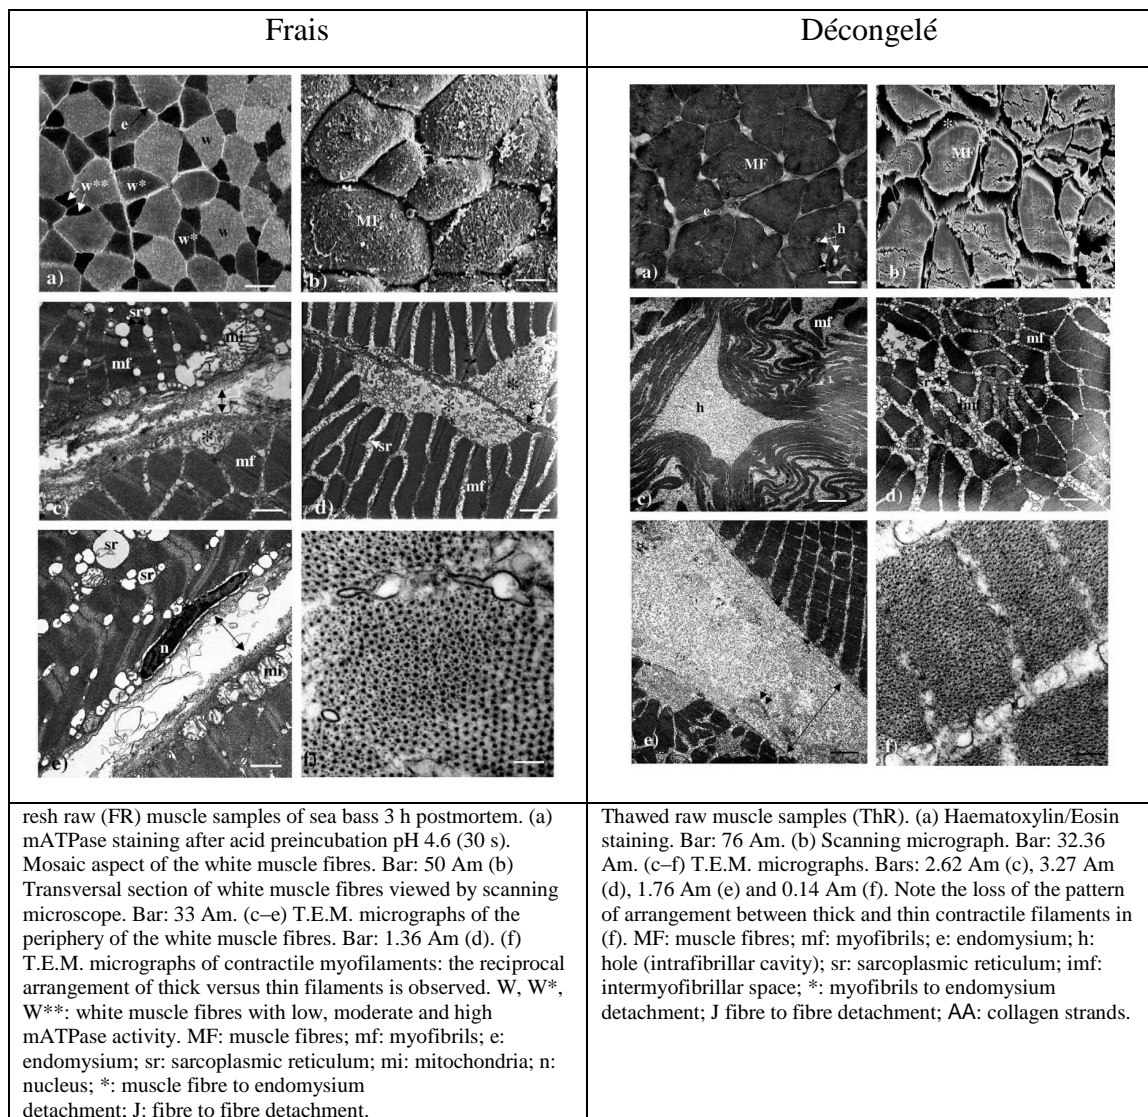 Frais
Décongelé
e
w
w**
w*
w*
w
a)
MF
b)
sr
mi
mf
*
mf
c)
*
*
sr
mf
d)
sr
sr
n
mi
e)
f)
MF
e
h
a)
*
MF
b)
mf
h
c)
mf
imf
d)
*
e)
f)
resh raw (FR) muscle samples of sea bass 3 h postmortem. (a)
mATPase staining after acid preincubation pH 4.6 (30 s).
Mosaic aspect of the white muscle fibres. Bar: 50 Am (b)
Transversal section of white muscle fibres viewed by scanning
microscope. Bar: 33 Am. (c–e) T.E.M. micrographs of the
periphery of the white muscle fibres. Bar: 1.36 Am (d). (f)
T.E.M. micrographs of contractile myofilaments: the reciprocal
arrangement of thick versus thin filaments is observed. W, W*,
W**: white muscle fibres with low, moderate and high
mATPase activity. MF: muscle fibres; mf: myofibrils; e:
endomysium; sr: sarcoplasmic reticulum; mi: mitochondria; n:
nucleus; *: muscle fibre to endomysium
detachment; J: fibre to fibre detachment.
Thawed raw muscle samples (ThR). (a) Haematoxylin/Eosin
staining. Bar: 76 Am. (b) Scanning micrograph. Bar: 32.36
Am. (c–f) T.E.M. micrographs. Bars: 2.62 Am (c), 3.27 Am
(d), 1.76 Am (e) and 0.14 Am (f). Note the loss of the pattern
of arrangement between thick and thin contractile filaments in
(f). MF: muscle fibres; mf: myofibrils; e: endomysium; h:
hole (intrafibrillar cavity); sr: sarcoplasmic reticulum; imf:
intermyofibrillar space; *: myofibrils to endomysium
detachment; J fibre to fibre detachment; AA: collagen strands.